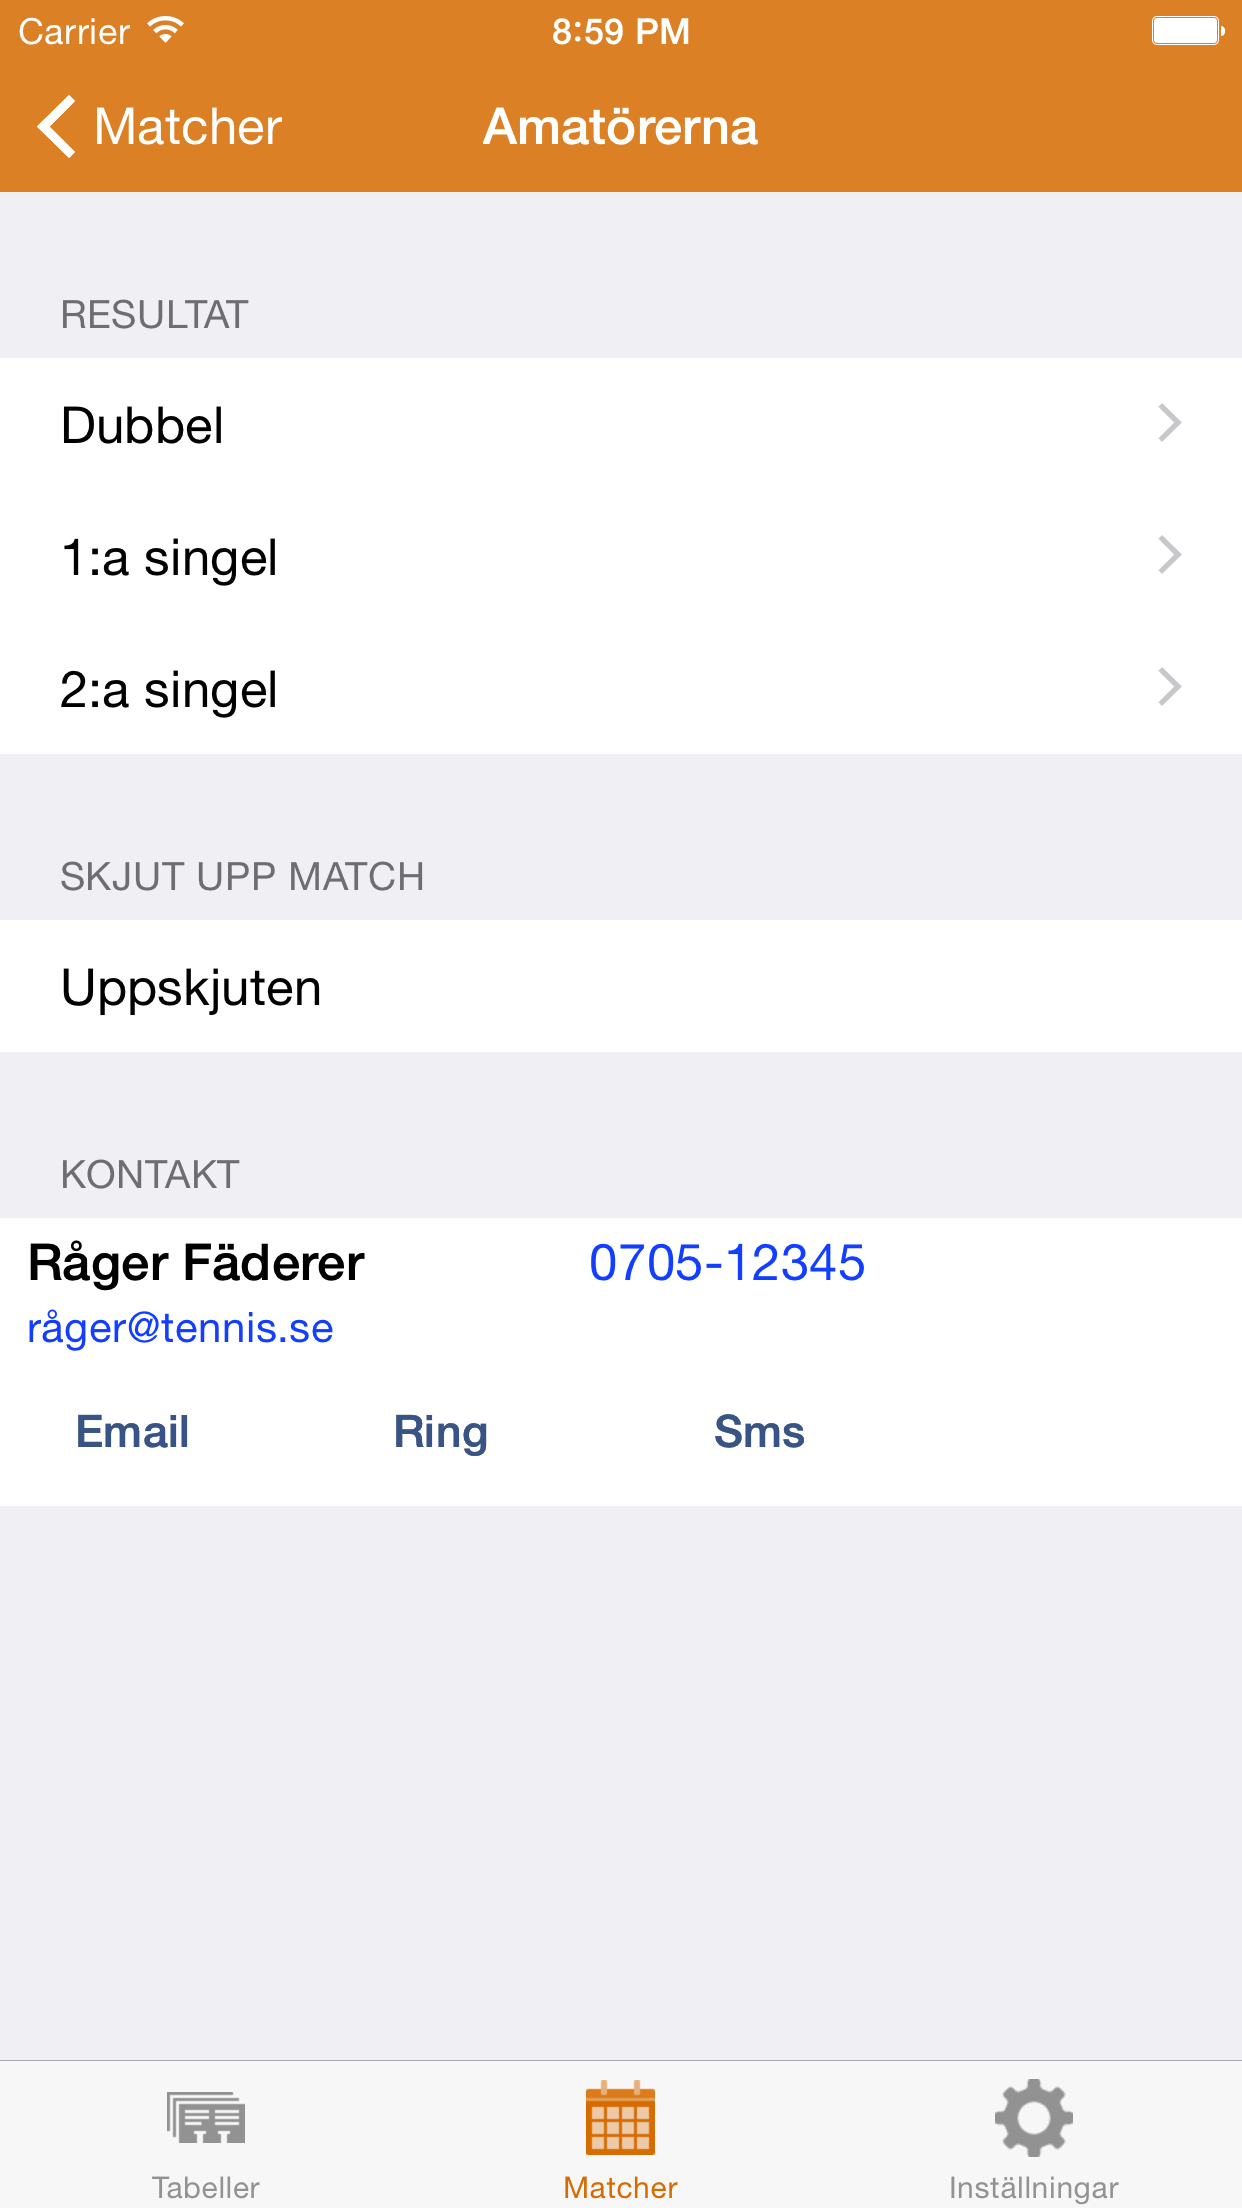 Carrier 8:59 PM
Matcher Amatörerna
RESULTAT
Dubbel
1:a singel
2:a singel
SKJUT UPP MATCH
Uppskjuten
KONTAKT
Råger Fäderer 0705-12345
råger@tennis.se
Email Ring Sms
Tabeller Matcher Inställningar